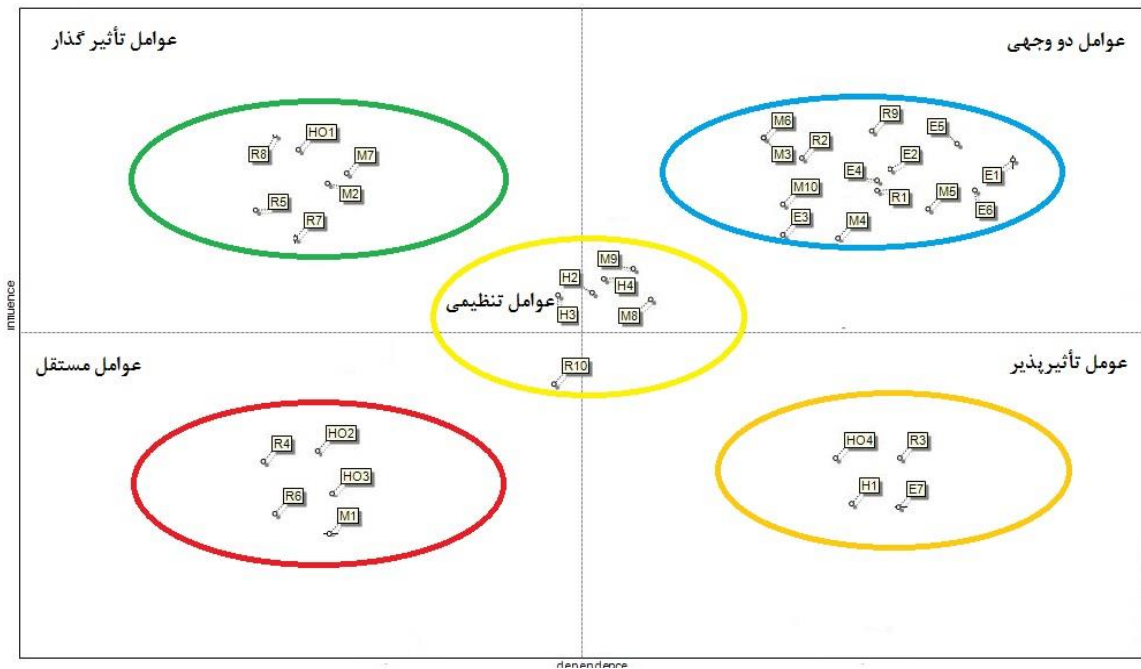 عوامل تأثیر گذار
عوامل دو وجهی
HO1
R8
M7
M2
R5
R7
M6
R9
E5
R2
M3
E2
E4
E1
M10
R1
M5
E6
E3
M4
M9
H2
H4
عوامل تنظیمی
H3
M8
influence
عوامل مستقل
عومل تأثیرپذیر
R10
R4
HO2
HO3
R6
M1
HO4
R3
H1
E7
dependence